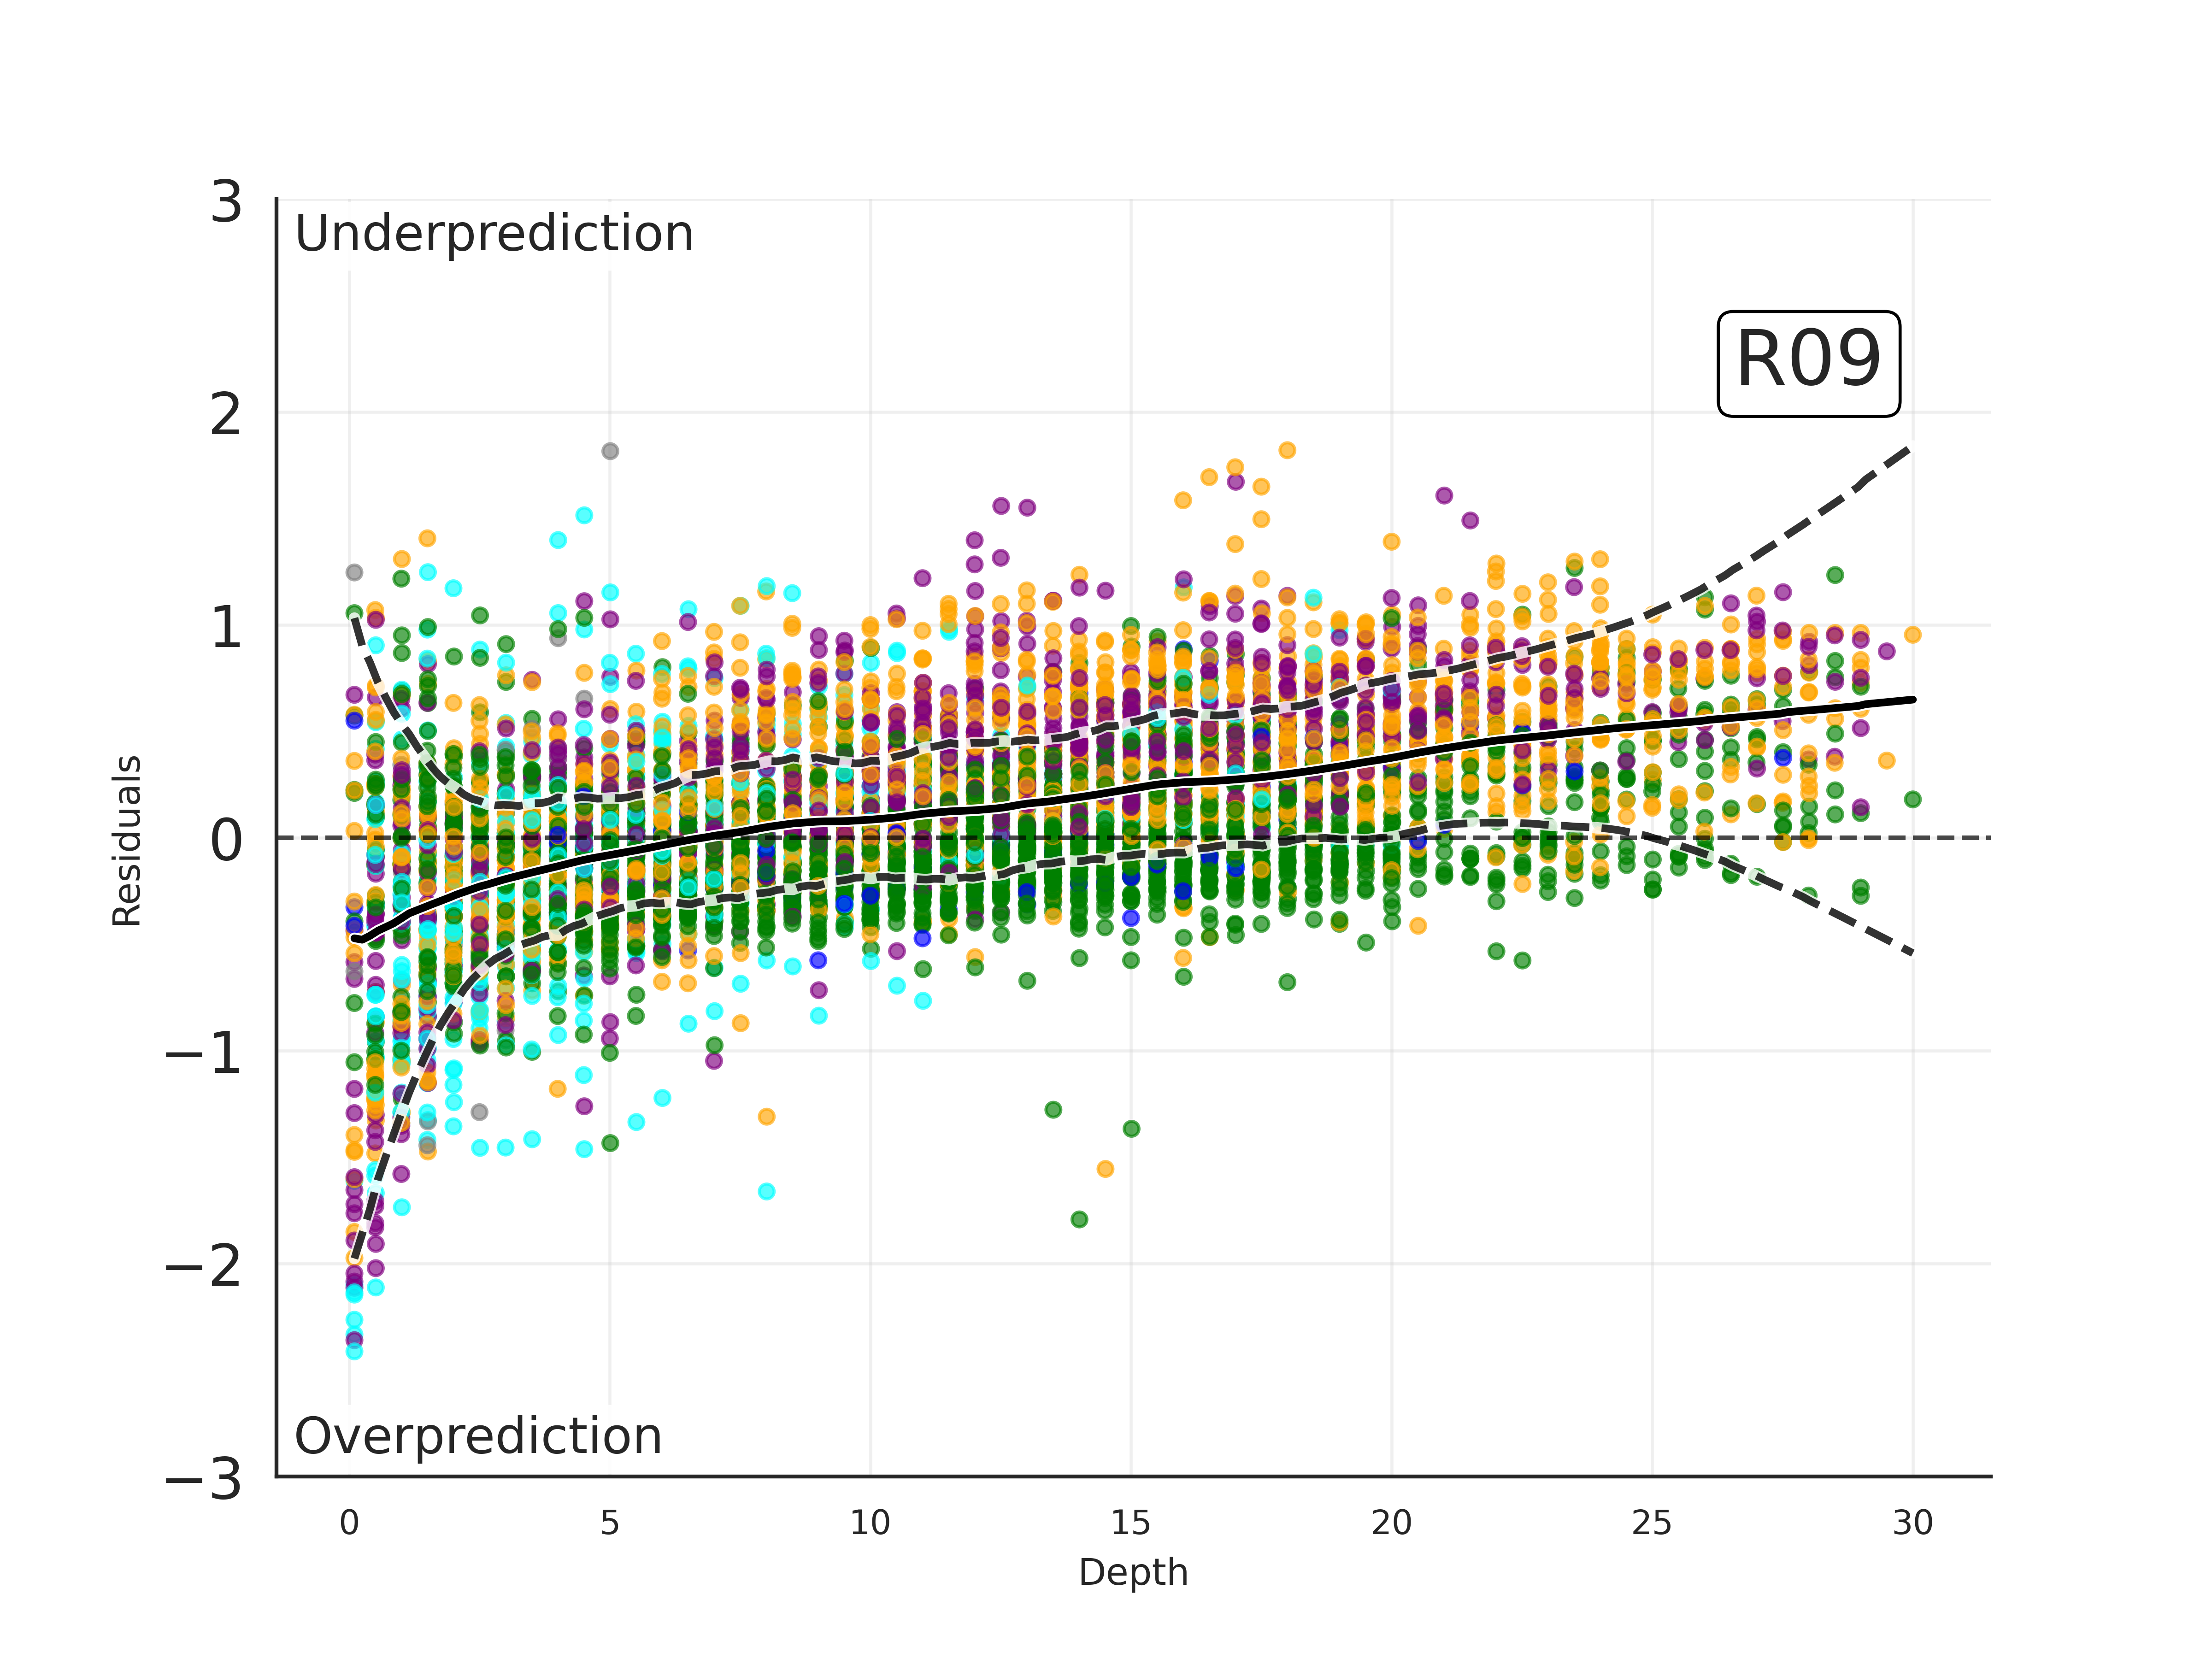 3
Underprediction
R09
2
1
0
−1
−2
Overprediction
−3
Residuals
0 5 10 15 20 25 30
Depth